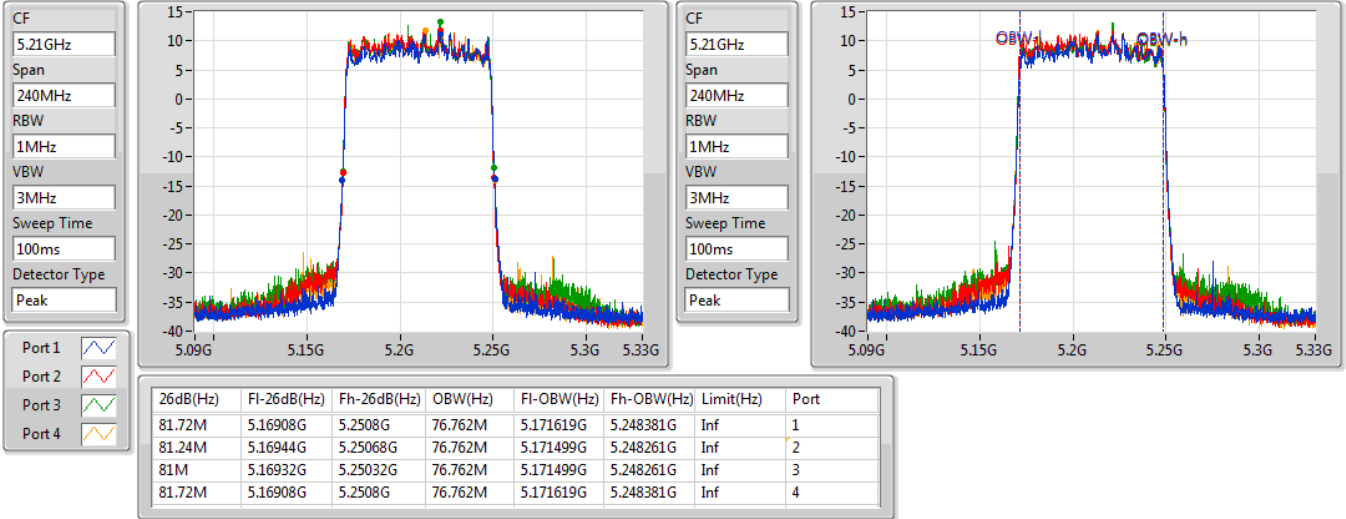 CF
5.21GHz
Span
240MHz
RBW
1MHz
VBW
3MHz
Sweep Time
100ms
Detector Type
Peak
15
10
5
0
-5
-10
-15
-20
-25
-30
-35
-40
5.09G 5.15G 5.2G 5.25G 5.3G 5.33G
CF
5.21GHz
Span
240MHz
RBW
1MHz
VBW
3MHz
Sweep Time
100ms
Detector Type
Peak
15
10
5
0
-5
-10
-15
-20
-25
-30
-35
-40
OBW-l OBW-h
5.09G 5.15G 5.2G 5.25G 5.3G 5.33G
Port 1
Port 2
Port 3
Port 4
26dB(Hz) Fl-26dB(Hz) Fh-26dB(Hz) OBW(Hz) Fl-OBW(Hz) Fh-OBW(Hz) Limit(Hz) Port
81.72M 5.16908G 5.2508G 76.762M 5.171619G 5.248381G Inf 1
81.24M 5.16944G 5.25068G 76.762M 5.171499G 5.248261G Inf 2
81M 5.16932G 5.25032G 76.762M 5.171499G 5.248261G Inf 3
81.72M 5.16908G 5.2508G 76.762M 5.171619G 5.248381G Inf 4